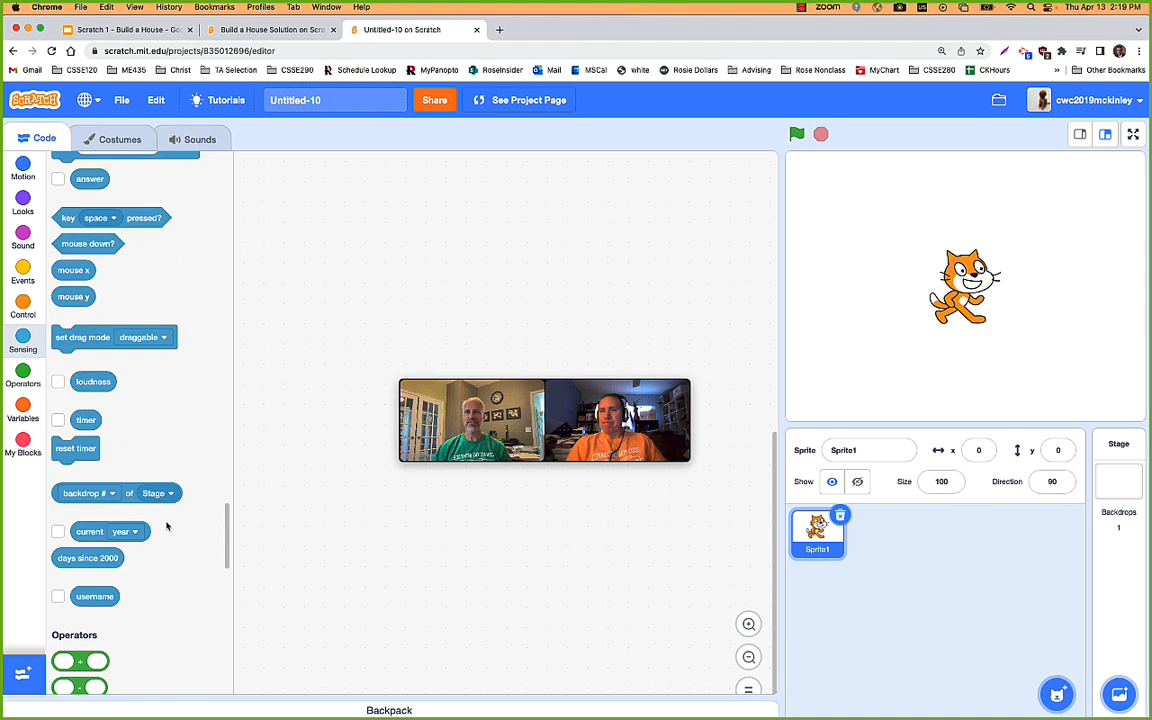 Chrome File Edit View History Bookmarks Profiles Tab Window Help zoom Thu Apr 13 2:19 PM
Scratch 1 - Build a House - Go Build a House Solution on Scra Untitled-10 on Scratch
scratch.mit.edu/projects/835012696/editor
Gmail CSSE120 ME435 Christ TA Selection CSSE290 Schedule Lookup MyPanopto RoseInsider Mail MSCal white Rosie Dollars Advising Rose Nonclass MyChart CSSE280 CKHours » Other Bookmarks
SCRATCH File Edit Tutorials Untitled-10 Share See Project Page cwc2019mckinley
Code Costumes Sounds
Motion
Looks
Sound
Events
Control
Sensing
Operators
Variables
My Blocks
answer
key space pressed?
mouse down?
mouse x
mouse y
set drag mode draggable
loudness
timer
reset timer
backdrop # of Stage
current year
days since 2000
username
Operators
+
-
Sprite Sprite1 x 0 y 0
Show Size 100 Direction 90
Sprite1
Stage
Backdrops
1
Backpack